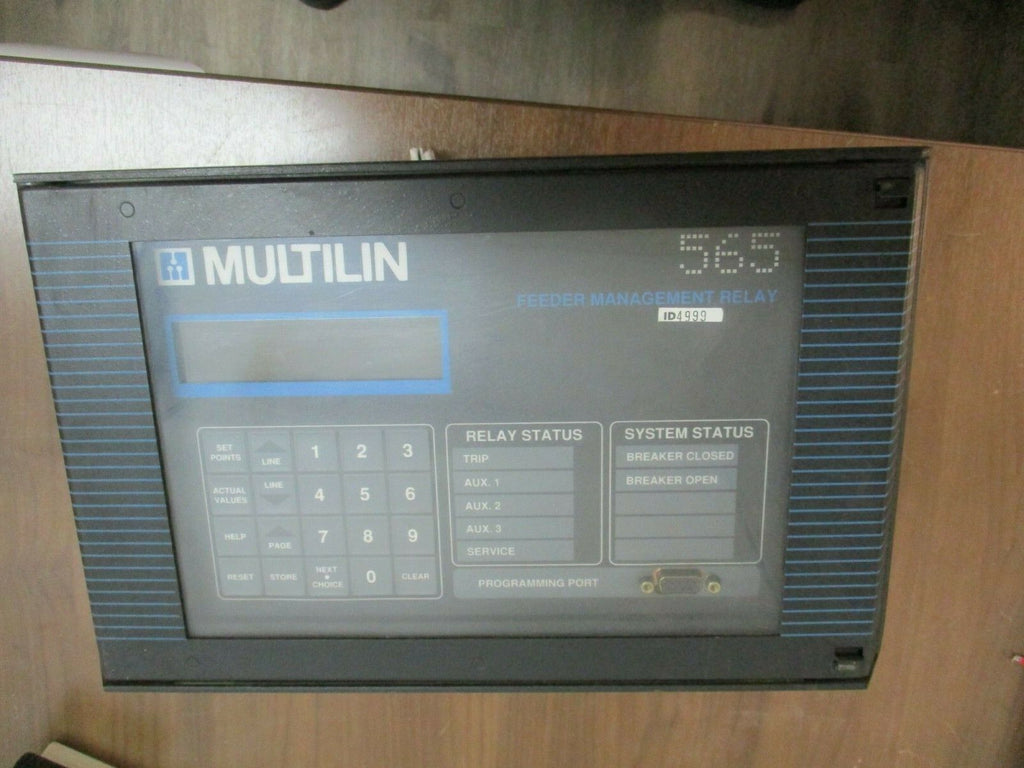 MULTILIN
565
FEEDER MANAGEMENT RELAY
ID4999
SET POINTS
LINE
1
2
3
ACTUAL VALUES
LINE
4
5
6
HELP
PAGE
7
8
9
RESET
STORE
NEXT CHOICE
0
CLEAR
RELAY STATUS
TRIP
AUX. 1
AUX. 2
AUX. 3
SERVICE
SYSTEM STATUS
BREAKER CLOSED
BREAKER OPEN
PROGRAMMING PORT